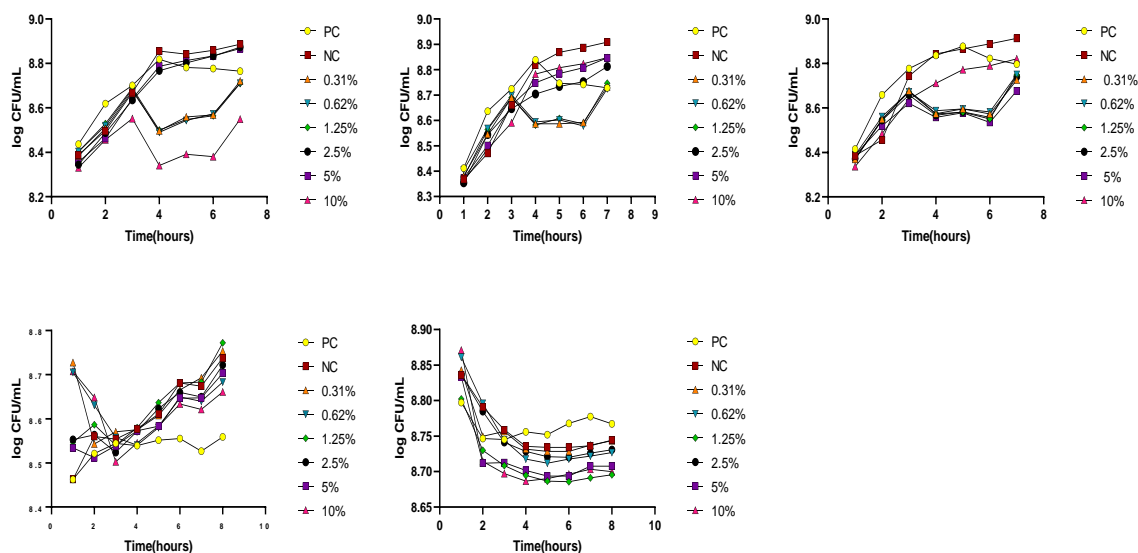 log CFU/mL
9.0
8.8
8.6
8.4
8.2
0 2 4 6 8
Time(hours)
PC
NC
0.31%
0.62%
1.25%
2.5%
5%
10%
log CFU/mL
9.0
8.9
8.8
8.7
8.6
8.5
8.4
8.3
0 1 2 3 4 5 6 7 8 9
Time(hours)
PC
NC
0.31%
0.62%
1.25%
2.5%
5%
10%
log CFU/mL
9.0
8.8
8.6
8.4
8.2
0 2 4 6 8
Time(hours)
PC
NC
0.31%
0.62%
1.25%
2.5%
5%
10%
log CFU/mL
8.8
8.7
8.6
8.5
8.4
0 2 4 6 8 10
Time(hours)
PC
NC
0.31%
0.62%
1.25%
2.5%
5%
10%
log CFU/mL
8.90
8.85
8.80
8.75
8.70
8.65
0 2 4 6 8 10
Time(hours)
PC
NC
0.31%
0.62%
1.25%
2.5%
5%
10%